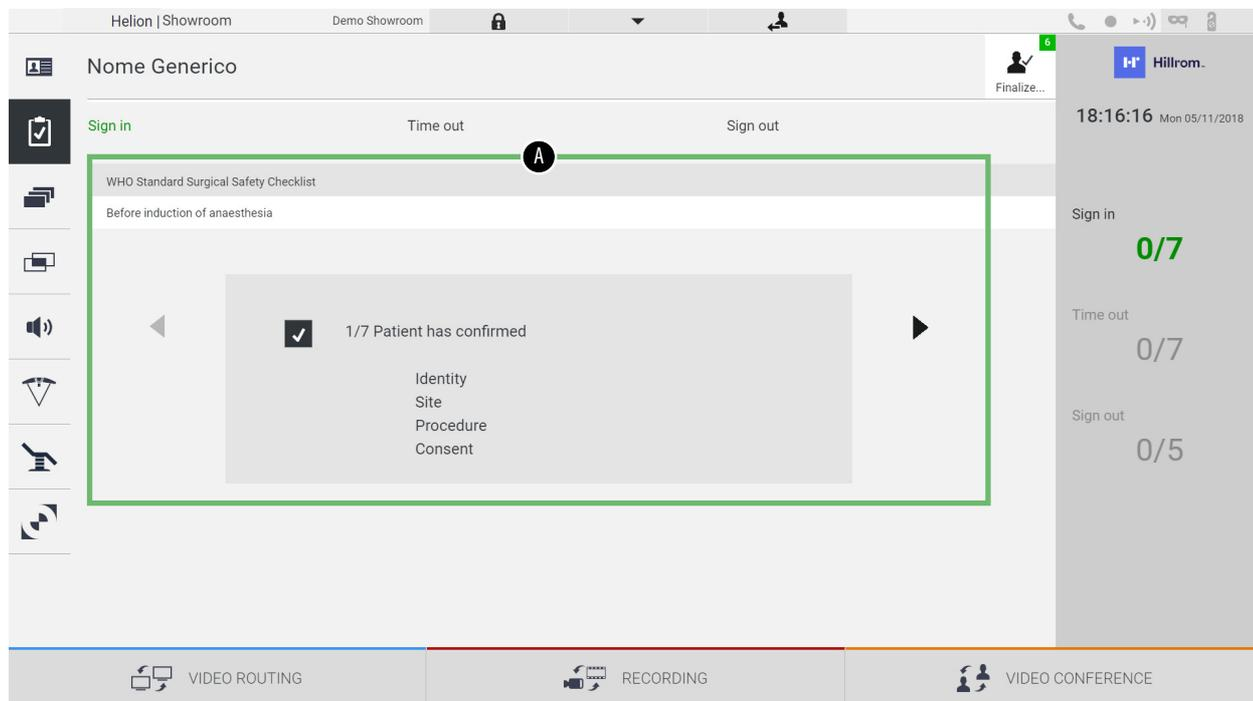 Helion | Showroom
Demo Showroom
6
Nome Generico
Finalize...
Hillrom™
18:16:16 Mon 05/11/2018
Sign in
Time out
Sign out
A
WHO Standard Surgical Safety Checklist
Before induction of anaesthesia
1/7 Patient has confirmed
Identity
Site
Procedure
Consent
Sign in
0/7
Time out
0/7
Sign out
0/5
VIDEO ROUTING
RECORDING
VIDEO CONFERENCE